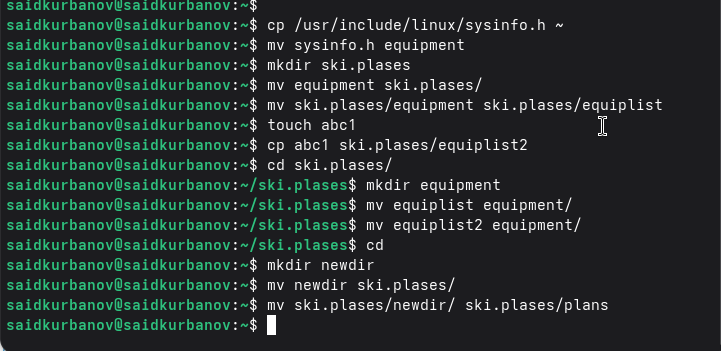 saidkurbanov@saidkurbanov:~$
saidkurbanov@saidkurbanov:~$ cp /usr/include/linux/sysinfo.h ~
saidkurbanov@saidkurbanov:~$ mv sysinfo.h equipment
saidkurbanov@saidkurbanov:~$ mkdir ski.plases
saidkurbanov@saidkurbanov:~$ mv equipment ski.plases/
saidkurbanov@saidkurbanov:~$ mv ski.plases/equipment ski.plases/equiplist
saidkurbanov@saidkurbanov:~$ touch abc1
saidkurbanov@saidkurbanov:~$ cp abc1 ski.plases/equiplist2
saidkurbanov@saidkurbanov:~$ cd ski.plases/
saidkurbanov@saidkurbanov:~/ski.plases$ mkdir equipment
saidkurbanov@saidkurbanov:~/ski.plases$ mv equiplist equipment/
saidkurbanov@saidkurbanov:~/ski.plases$ mv equiplist2 equipment/
saidkurbanov@saidkurbanov:~/ski.plases$ cd
saidkurbanov@saidkurbanov:~$ mkdir newdir
saidkurbanov@saidkurbanov:~$ mv newdir ski.plases/
saidkurbanov@saidkurbanov:~$ mv ski.plases/newdir/ ski.plases/plans
saidkurbanov@saidkurbanov:~$